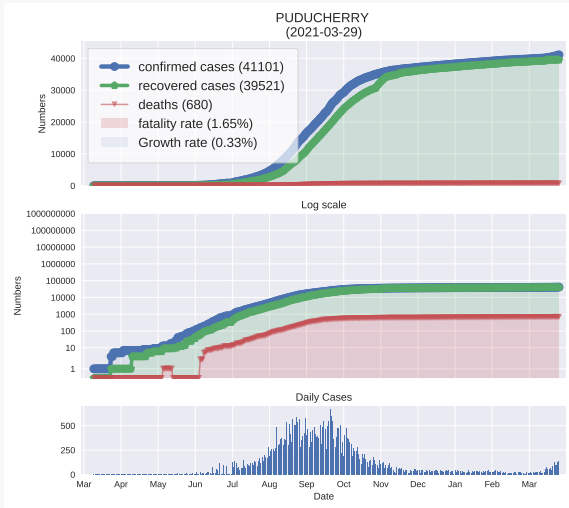 PUDUCHERRY
(2021-03-29)
Numbers
40000
30000
20000
10000
0
confirmed cases (41101)
recovered cases (39521)
deaths (680)
fatality rate (1.65%)
Growth rate (0.33%)
Log scale
Numbers
1000000000
100000000
10000000
1000000
100000
10000
1000
100
10
1
Daily Cases
500
250
0
Mar Apr May Jun Jul Aug Sep Oct Nov Dec Jan Feb Mar
Date